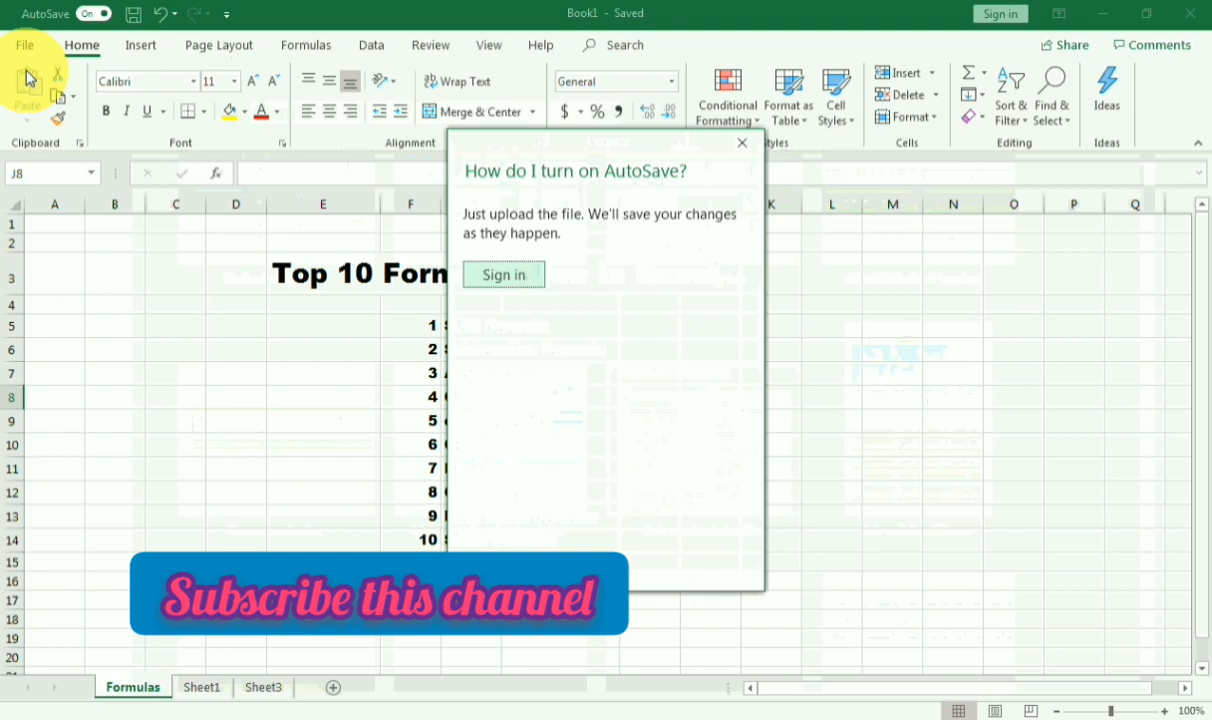 AutoSave On Book1 - Saved Sign in
File Home Insert Page Layout Formulas Data Review View Help Search Share Comments
Paste Calibri 11 Wrap Text General Insert
B I U Merge & Center $ % Conditional Format as Cell Delete Sort & Find & Ideas
Formatting Table Styles Format Filter Select
Clipboard Font Alignment Styles Cells Editing Ideas
J8 fx
A B C D E F K L M N O P Q
How do I turn on AutoSave?
Just upload the file. We'll save your changes
as they happen.
Sign in
1
2
3 Top 10 Form
4
5 1
6 2
7 3
8 4
9 5
10 6
11 7
12 8
13 9
14 10
15
16
17
18
19
20
Subscribe this channel
Formulas Sheet1 Sheet3
100%